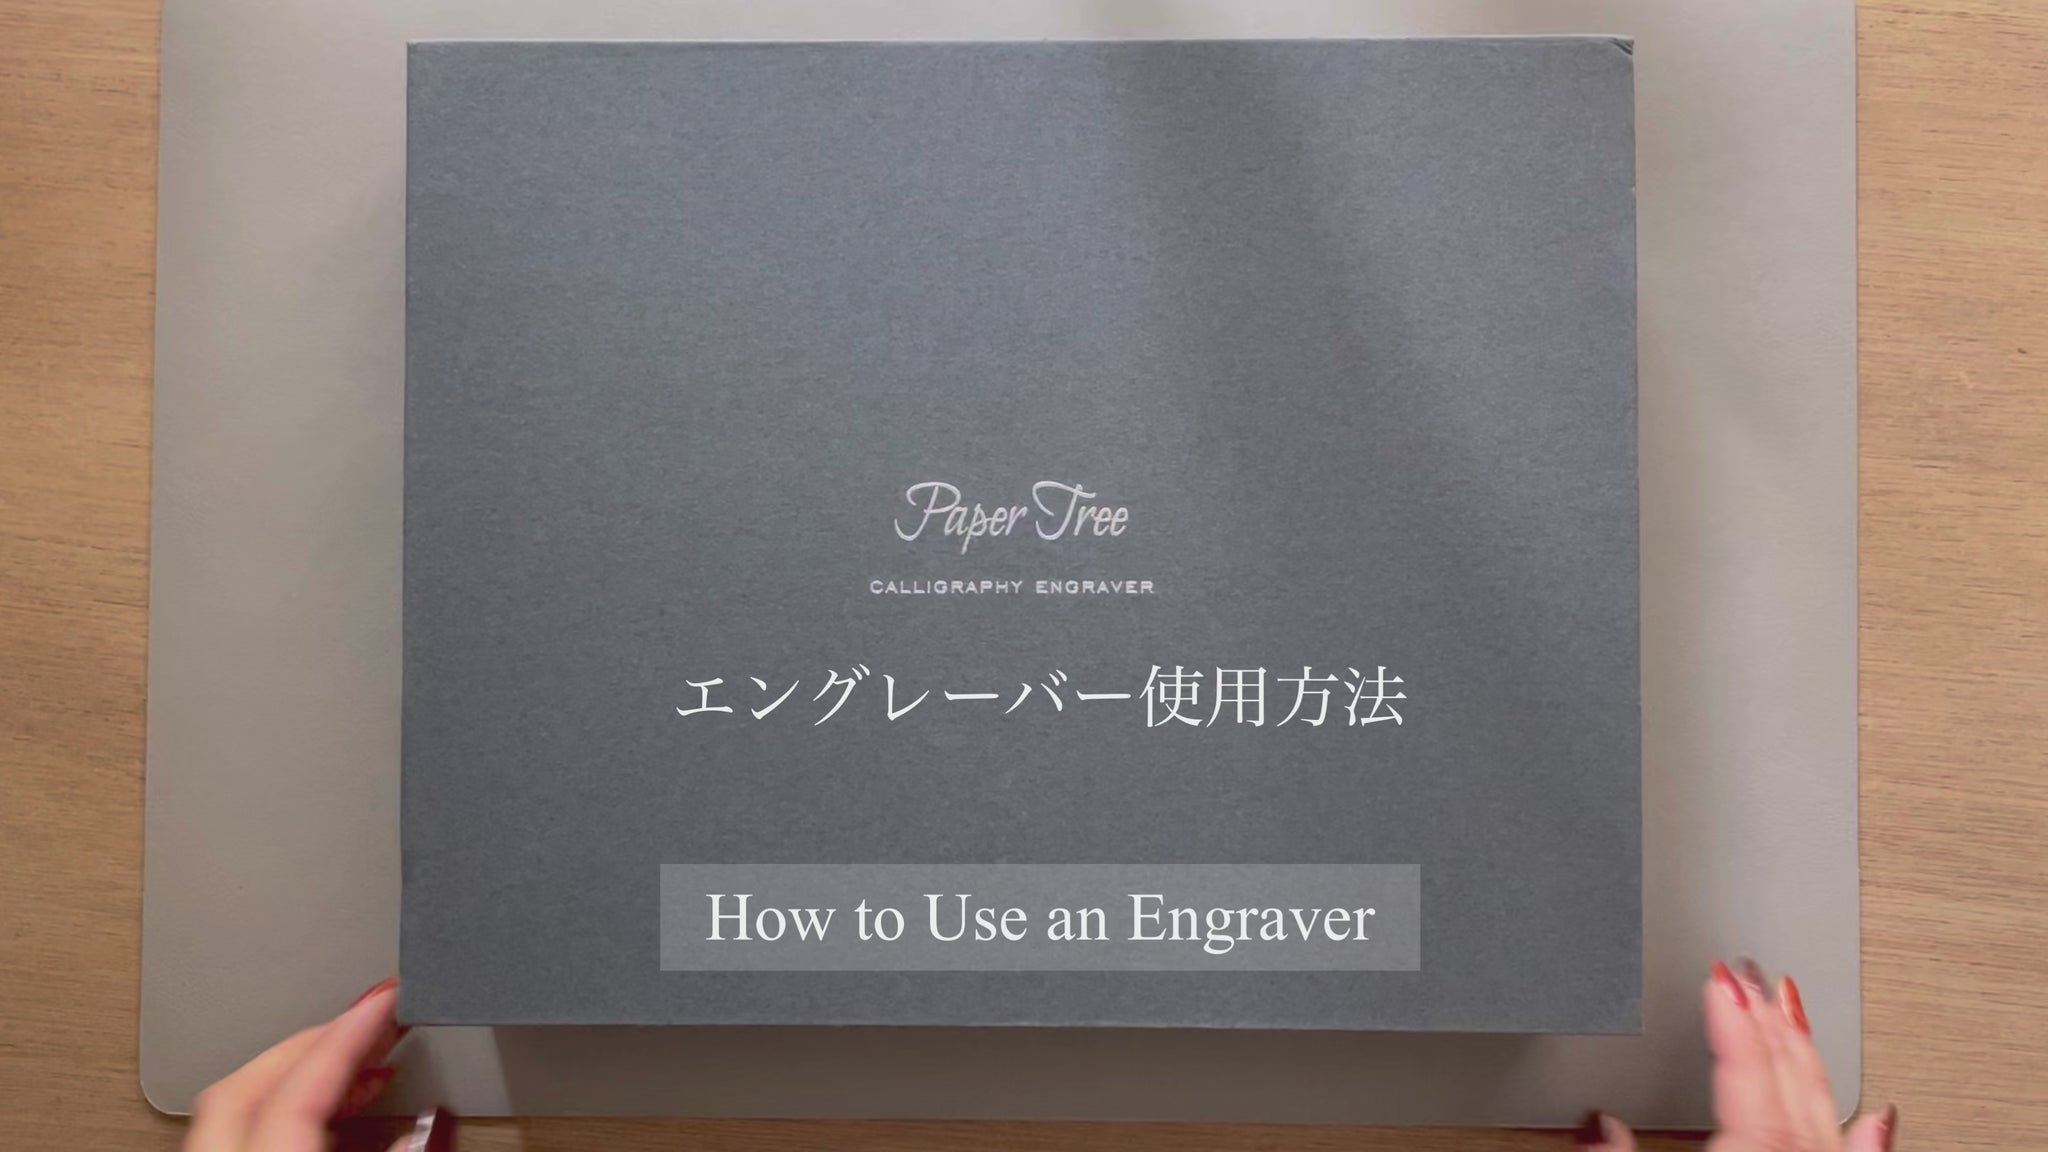 Paper Tree
CALLIGRAPHY ENGRAVER
エングレーバー使用方法
How to Use an Engraver